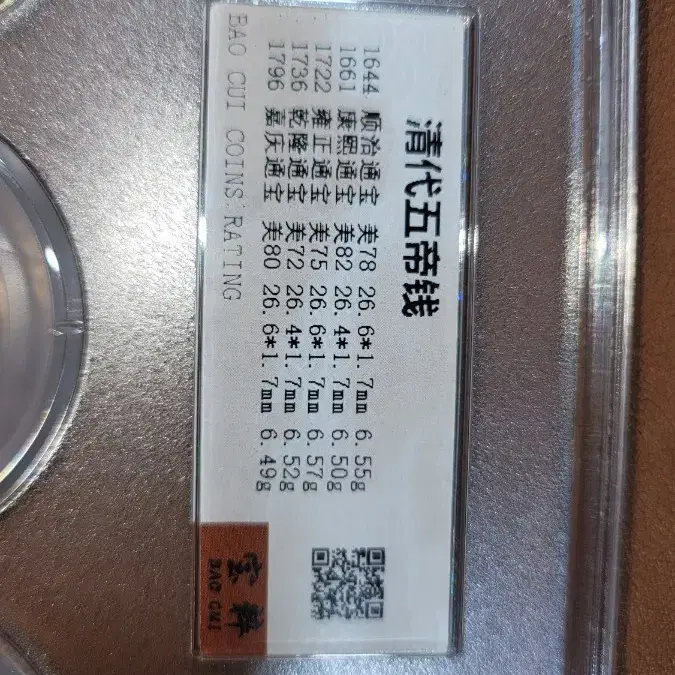 清代五帝钱
1644 顺治通宝 美78 26.6*1.7mm 6.55g
1661 康熙通宝 美82 26.4*1.7mm 6.50g
1722 雍正通宝 美75 26.6*1.7mm 6.57g
1736 乾隆通宝 美72 26.4*1.7mm 6.52g
1796 嘉庆通宝 美80 26.6*1.7mm 6.49g
BAO CUI COINS RATING
宝粹
BAO CUI